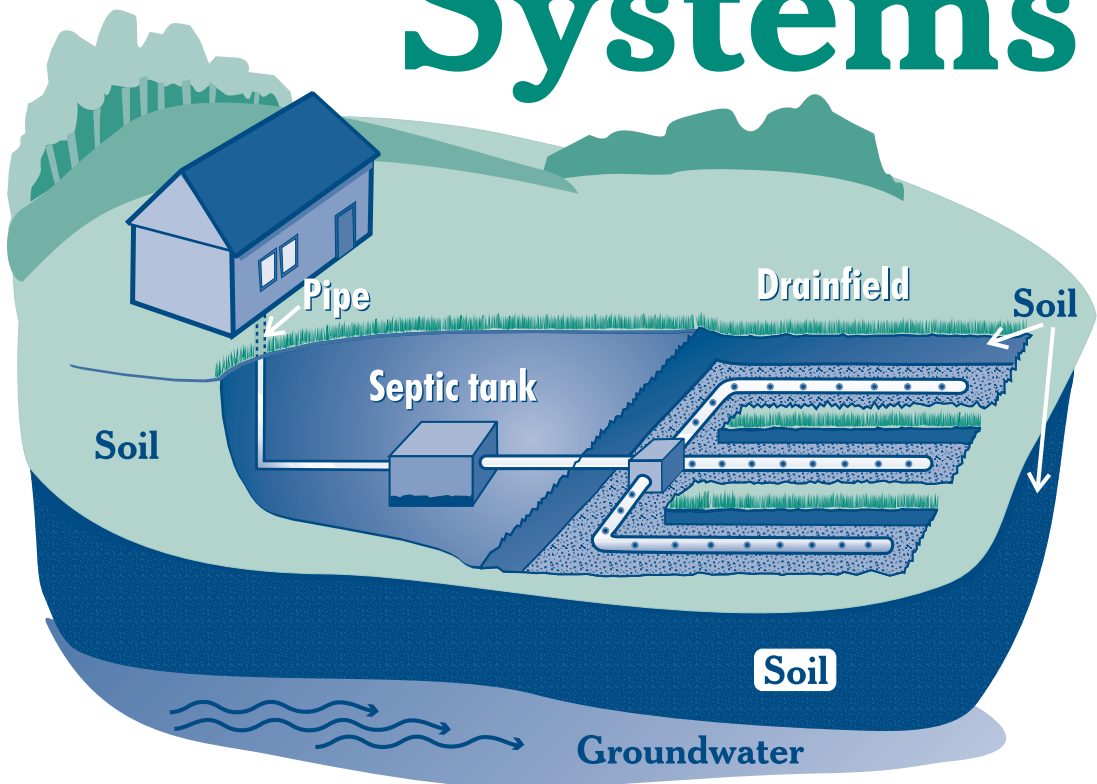 Systems
Pipe
Drainfield
Soil
Septic tank
Soil
Soil
Groundwater